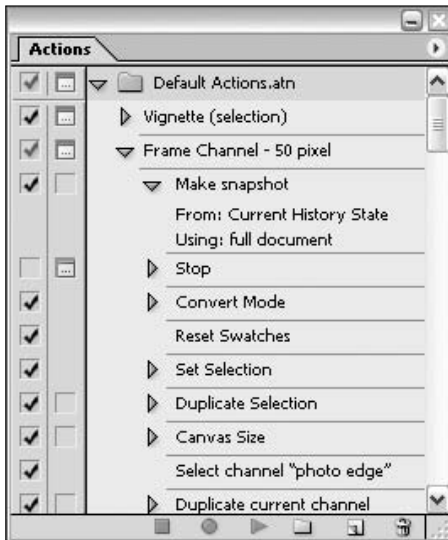 Actions
Default Actions.atn
Vignette (selection)
Frame Channel - 50 pixel
Make snapshot
From: Current History State
Using: full document
Stop
Convert Mode
Reset Swatches
Set Selection
Duplicate Selection
Canvas Size
Select channel "photo edge"
Duplicate current channel